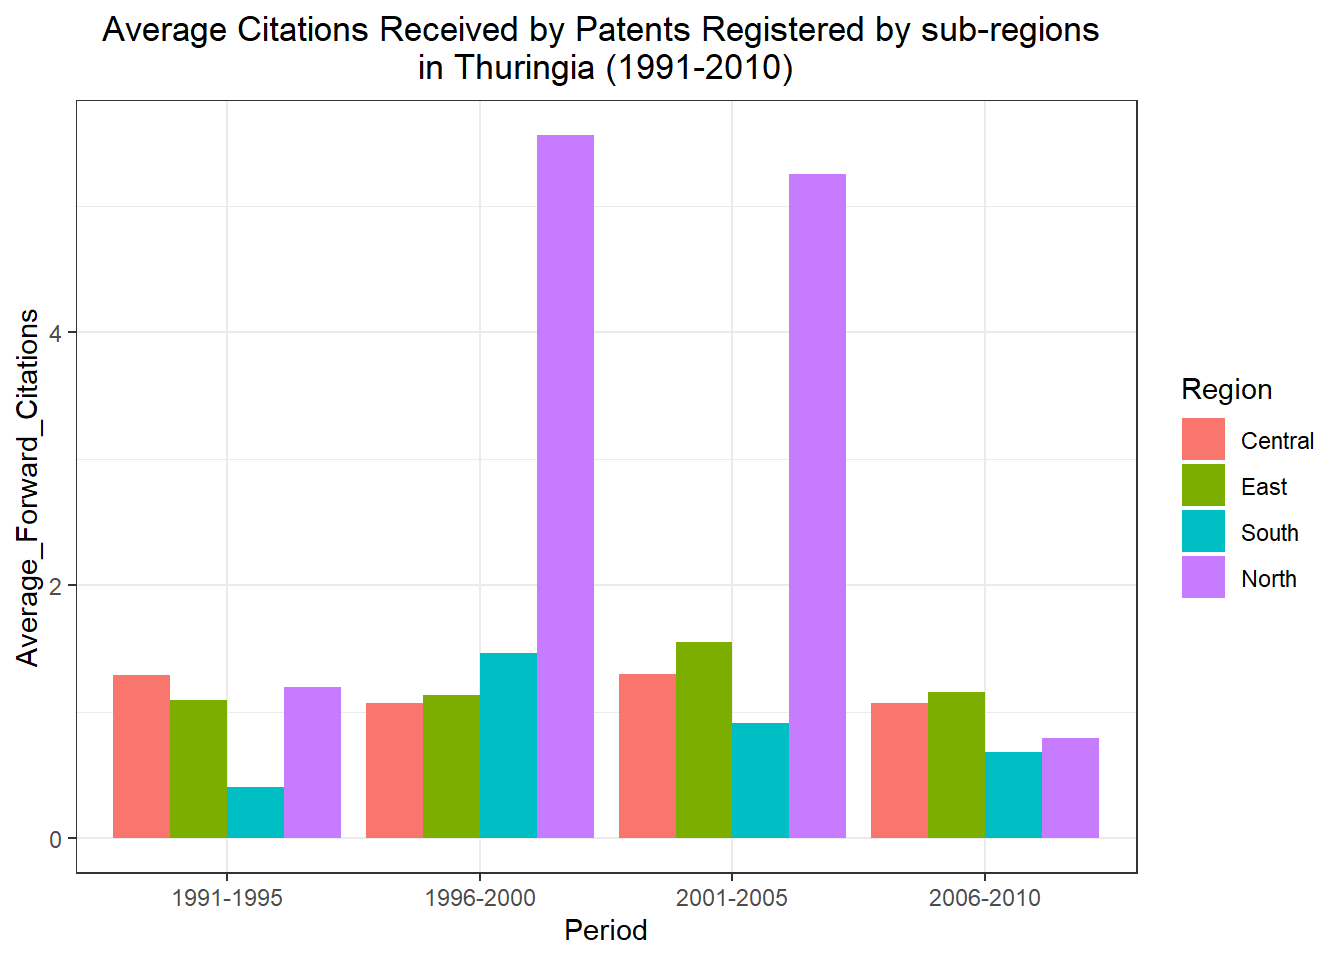 Average Citations Received by Patents Registered by sub-regions
in Thuringia (1991-2010)
Average_Forward_Citations
4
2
0
1991-1995
1996-2000
2001-2005
2006-2010
Period
Region
Central
East
South
North